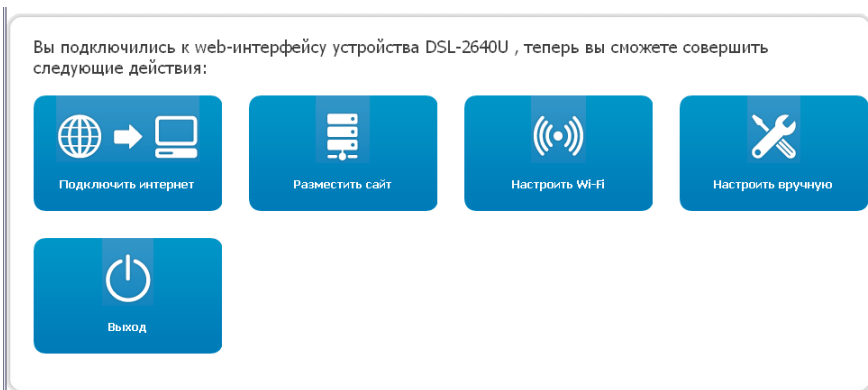 Вы подключились к web-интерфейсу устройства DSL-2640U , теперь вы сможете совершить
следующие действия:
Подключить интернет
Разместить сайт
Настроить Wi-Fi
Настроить вручную
Выход